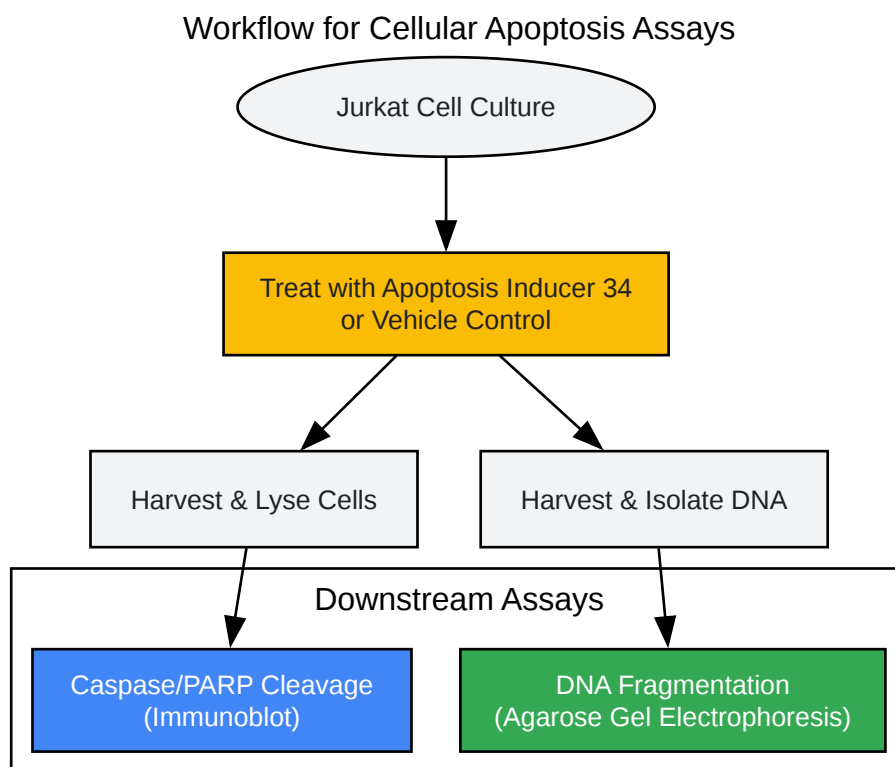 Workflow for Cellular Apoptosis Assays
Jurkat Cell Culture
Treat with Apoptosis Inducer 34
or Vehicle Control
Harvest & Lyse Cells
Harvest & Isolate DNA
Downstream Assays
Caspase/PARP Cleavage
(Immunoblot)
DNA Fragmentation
(Agarose Gel Electrophoresis)